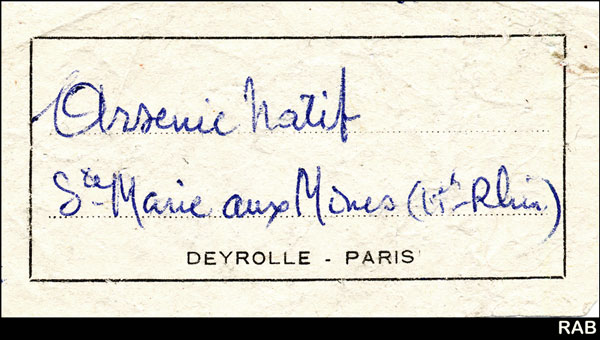 Arsenic Natif
Ste-Marie aux Mines (Ht-Rhin)
DEYROLLE - PARIS
RAB